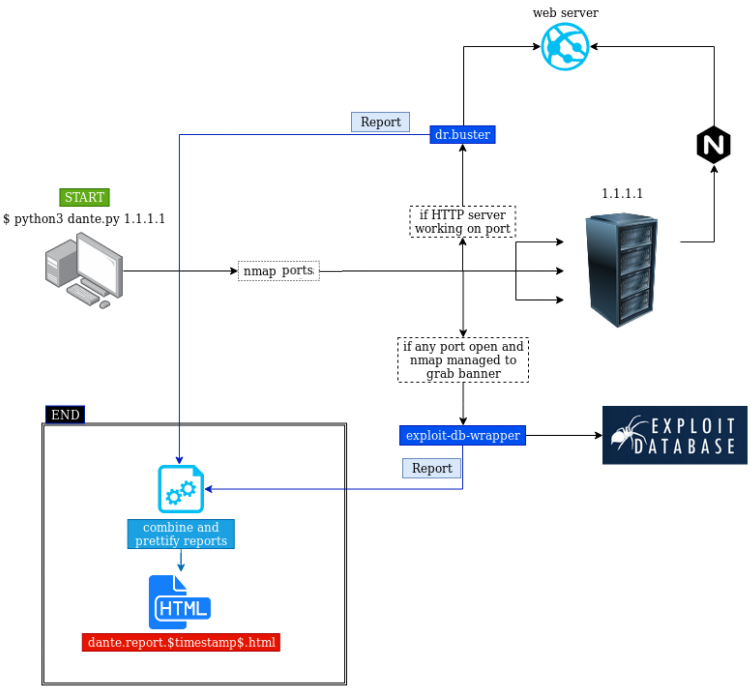 web server
Report
dr.buster
N
START
$ python3 dante.py 1.1.1.1
1.1.1.1
if HTTP server
working on port
nmap ports
if any port open and
nmap managed to
grab banner
END
exploit-db-wrapper
EXPLOIT
DATABASE
Report
combine and
prettify reports
HTML
dante.report.$timestamp$.html